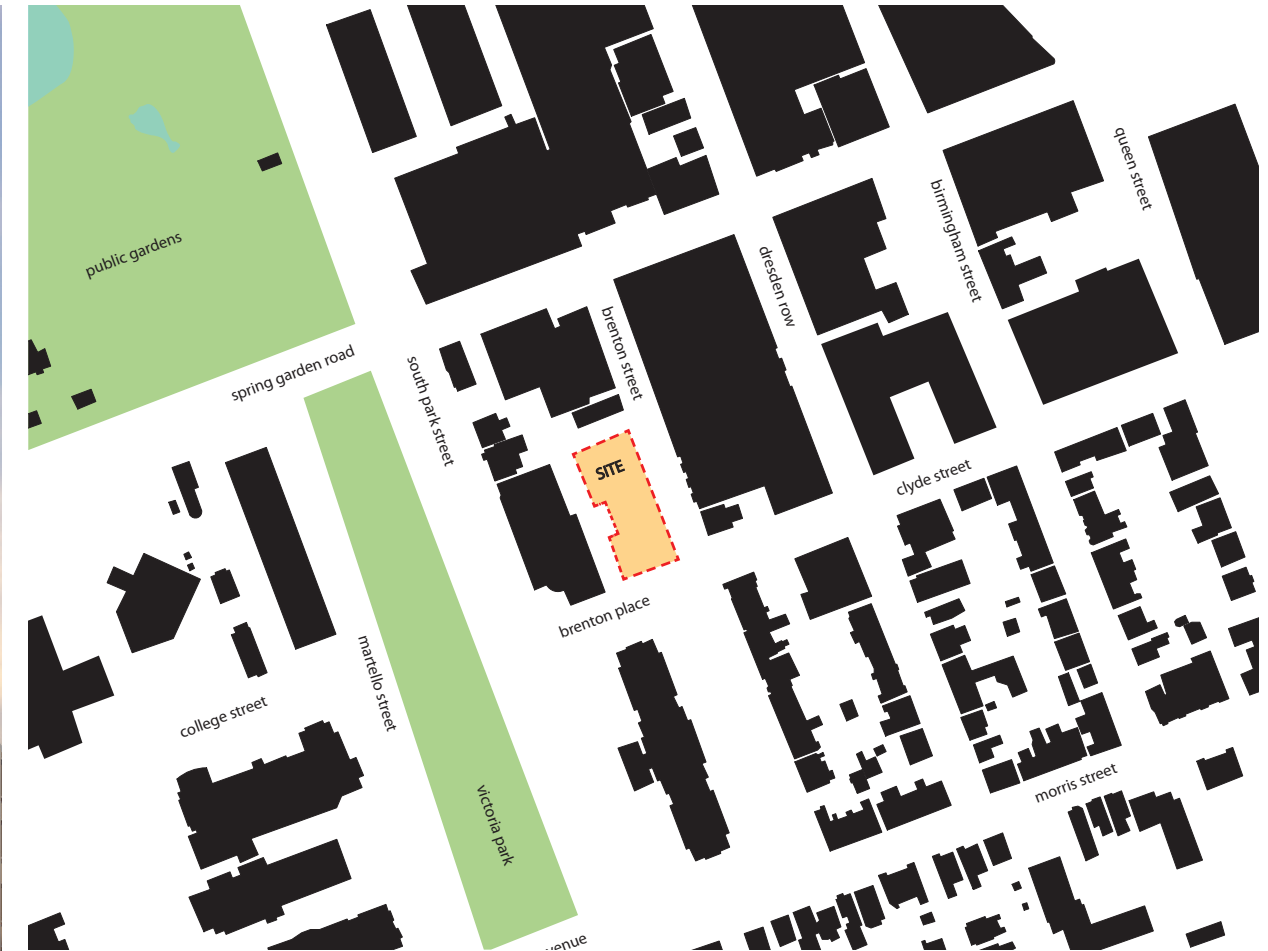 queen street
birmingham street
public gardens
dresden row
brenton street
spring garden road
south park street
SITE
clyde street
brenton place
martello street
college street
victoria park
morris street
venue